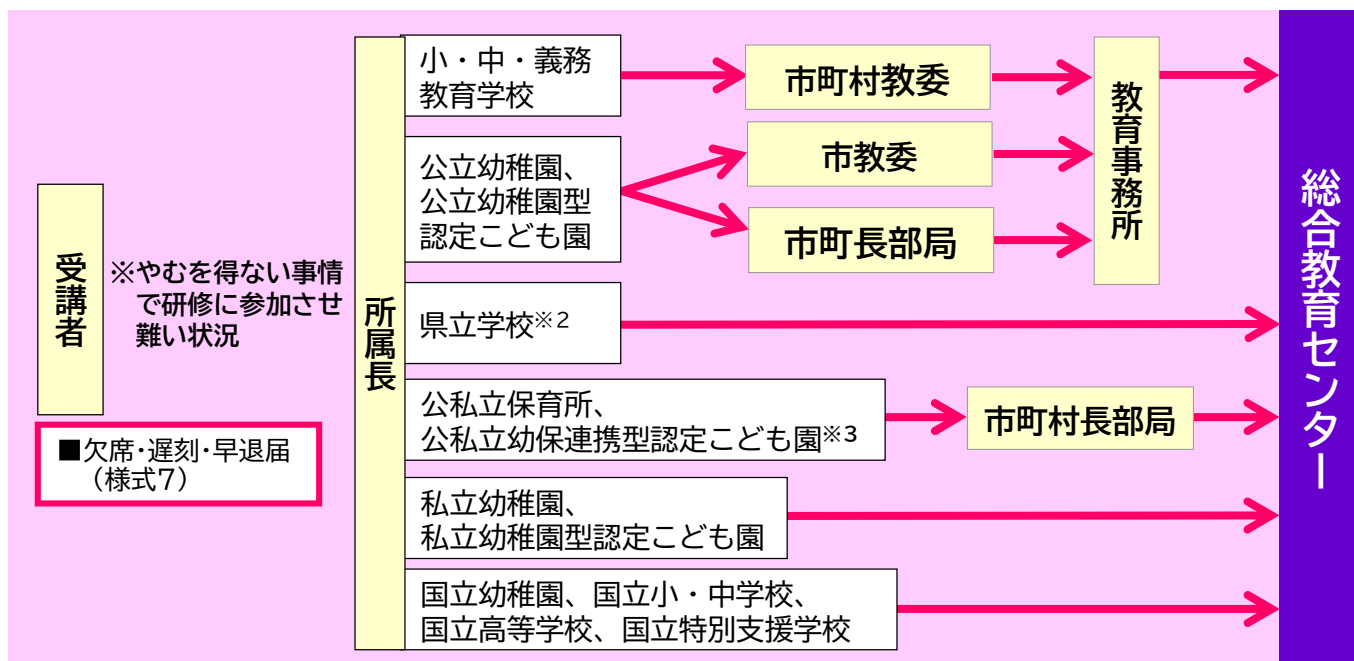 受講者
※やむを得ない事情
で研修に参加させ
難い状況
■欠席・遅刻・早退届
(様式7)
所属長
小・中・義務
教育学校
市町村教委
公立幼稚園、
公立幼稚園型
認定こども園
市教委
市町長部局
教育事務所
県立学校※2
公私立保育所、
公私立幼保連携型認定こども園※3
市町村長部局
私立幼稚園、
私立幼稚園型認定こども園
国立幼稚園、国立小・中学校、
国立高等学校、国立特別支援学校
総合教育センター